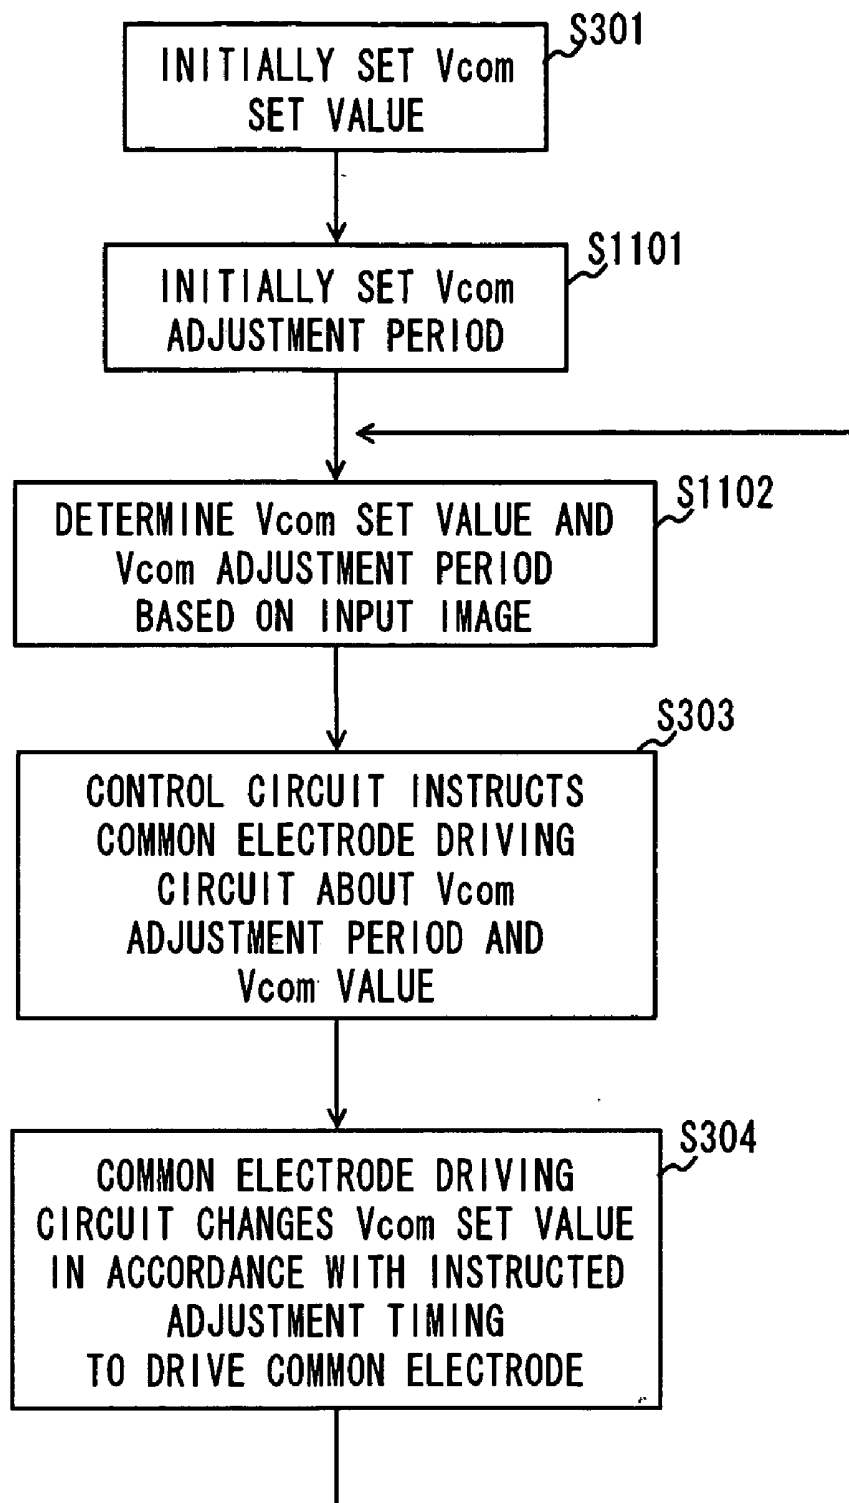 S301
INITIALLY SET Vcom
SET VALUE
S1101
INITIALLY SET Vcom
ADJUSTMENT PERIOD
S1102
DETERMINE Vcom SET VALUE AND
Vcom ADJUSTMENT PERIOD
BASED ON INPUT IMAGE
S303
CONTROL CIRCUIT INSTRUCTS
COMMON ELECTRODE DRIVING
CIRCUIT ABOUT Vcom
ADJUSTMENT PERIOD AND
Vcom VALUE
S304
COMMON ELECTRODE DRIVING
CIRCUIT CHANGES Vcom SET VALUE
IN ACCORDANCE WITH INSTRUCTED
ADJUSTMENT TIMING
TO DRIVE COMMON ELECTRODE